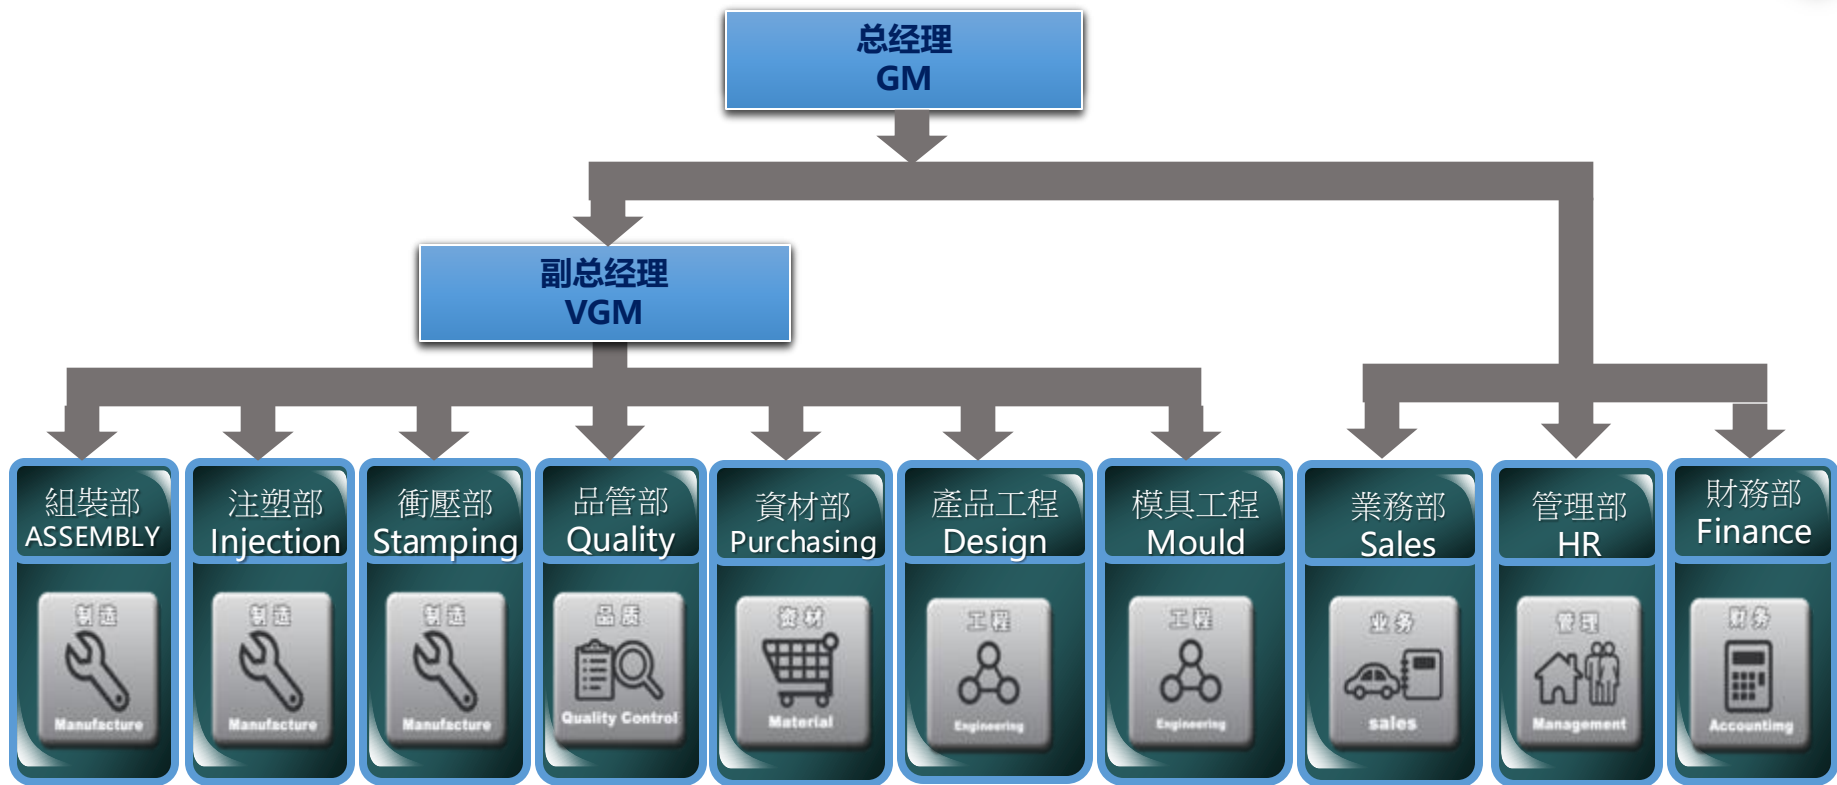 总经理
GM
副总经理
VGM
組裝部
ASSEMBLY
制造
Manufacture
注塑部
Injection
制造
Manufacture
衝壓部
Stamping
制造
Manufacture
品管部
Quality
品质
Quality Control
資材部
Purchasing
资材
Material
產品工程
Design
工程
Engineering
模具工程
Mould
工程
Engineering
業務部
Sales
业务
sales
管理部
HR
管理
Management
財務部
Finance
财务
Accountimg